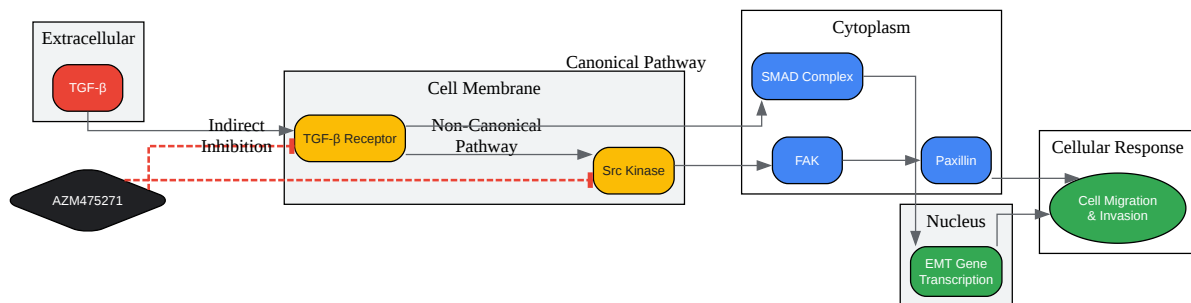 Extracellular
TGF-β
AZM475271
Indirect
Inhibition
Cell Membrane
TGF-β Receptor
Non-Canonical
Pathway
Src Kinase
Canonical Pathway
Cytoplasm
SMAD Complex
FAK
Paxillin
Nucleus
EMT Gene
Transcription
Cellular Response
Cell Migration
& Invasion